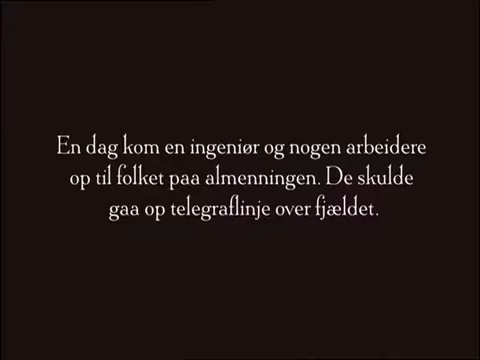 En dag kom en ingeniør og nogen arbeidere
op til folket paa almenningen. De skulde
gaa op telegraflinje over fjældet.